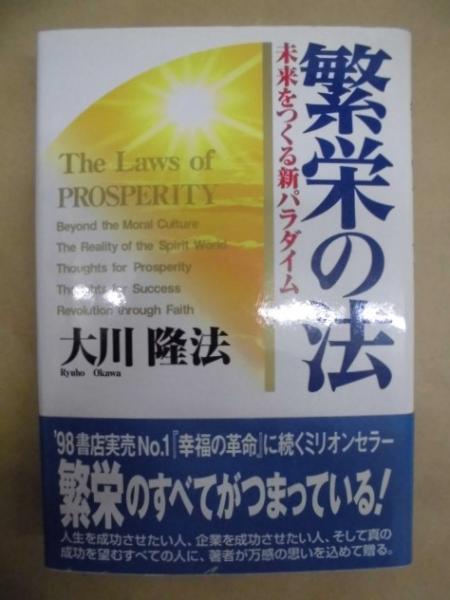 繁栄の法
未来をつくる新パラダイム
The Laws of
PROSPERITY
Beyond the Moral Culture
The Reality of the Spirit World
Thoughts for Prosperity
Thoughts for Success
Revolution through Faith
大川 隆法
Ryuho Okawa
'98書店実売No.1『幸福の革命』に続くミリオンセラー
繁栄のすべてがつまっている!
人生を成功させたい人、企業を成功させたい人、そして真の
成功を望むすべての人に、著者が万感の思いを込めて贈る。